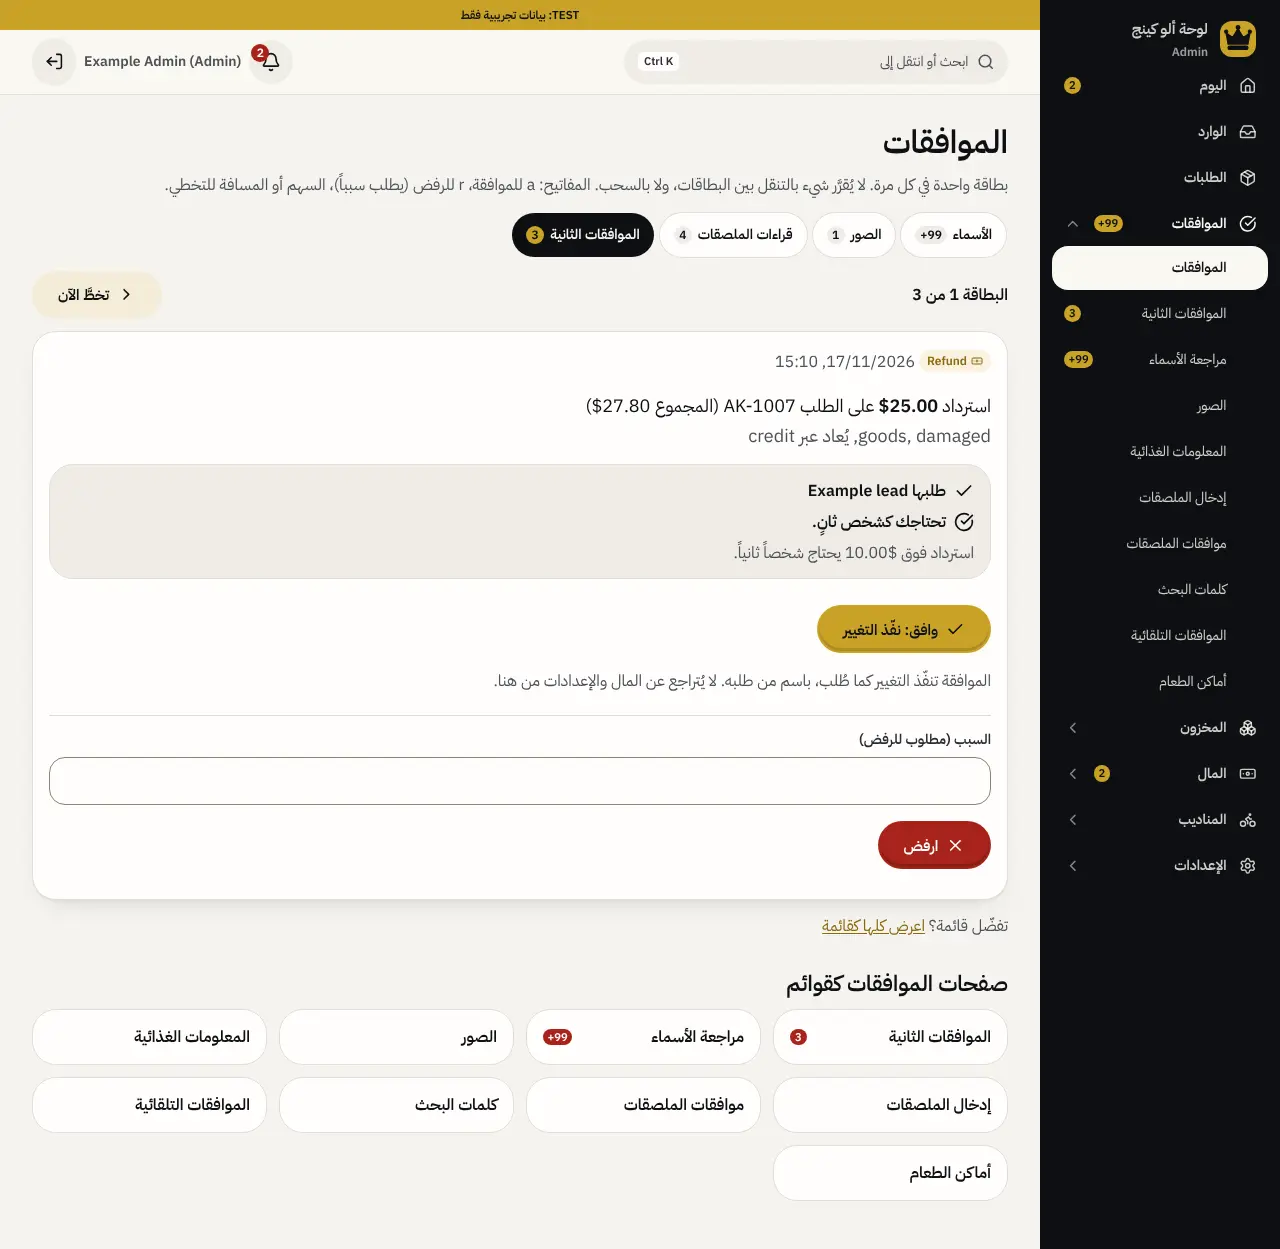 TEST: بيانات تجريبية فقط
لوحة ألو كينج
Admin
اليوم 2
الوارد
الطلبات
الموافقات 99+
الموافقات
الموافقات الثانية 3
مراجعة الأسماء 99+
الصور
المعلومات الغذائية
إدخال الملصقات
موافقات الملصقات
كلمات البحث
الموافقات التلقائية
أماكن الطعام
المخزون
المال 2
المناديب
الإعدادات
ابحث أو انتقل إلى Ctrl K
2 Example Admin (Admin)
الموافقات
بطاقة واحدة في كل مرة. لا يُقرَّر شيء بالتنقل بين البطاقات، ولا بالسحب. المفاتيح: a للموافقة، r للرفض (يطلب سبباً)، السهم أو المسافة للتخطي.
الأسماء 99+ الصور 1 قراءات الملصقات 4 الموافقات الثانية 3
البطاقة 1 من 3
تخطَّ الآن
Refund 17/11/2026, 15:10
استرداد $25.00 على الطلب AK-1007 (المجموع $27.80)
goods, damaged, يُعاد عبر credit
طلبها Example lead
تحتاجك كشخص ثانٍ.
استرداد فوق $10.00 يحتاج شخصاً ثانياً.
وافق: نفّذ التغيير
الموافقة تنفّذ التغيير كما طُلب، باسم من طلبه. لا يُتراجع عن المال والإعدادات من هنا.
السبب (مطلوب للرفض)
ارفض
تفضّل قائمة؟ اعرض كلها كقائمة
صفحات الموافقات كقوائم
الموافقات الثانية 3 مراجعة الأسماء 99+ الصور المعلومات الغذائية
إدخال الملصقات موافقات الملصقات كلمات البحث الموافقات التلقائية
أماكن الطعام